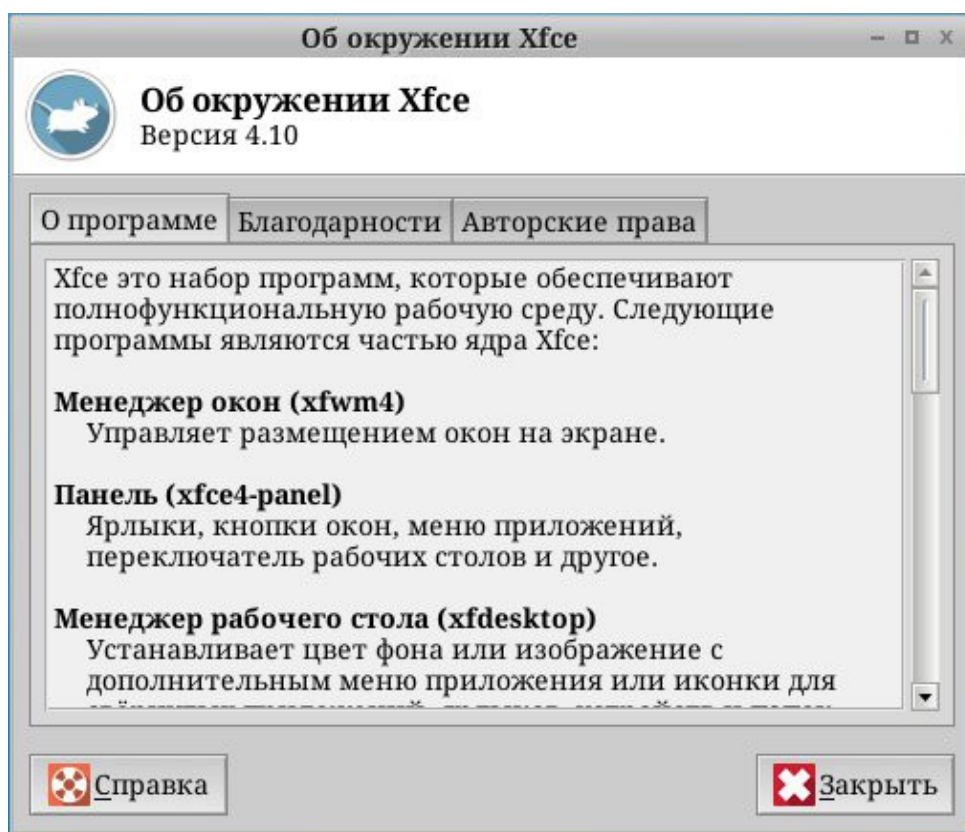 Об окружении Xfce
Об окружении Xfce
Версия 4.10
О программе Благодарности Авторские права
Xfce это набор программ, которые обеспечивают
полнофункциональную рабочую среду. Следующие
программы являются частью ядра Xfce:
Менеджер окон (xfwm4)
Управляет размещением окон на экране.
Панель (xfce4-panel)
Ярлыки, кнопки окон, меню приложений,
переключатель рабочих столов и другое.
Менеджер рабочего стола (xfdesktop)
Устанавливает цвет фона или изображение с
дополнительным меню приложения или иконки для
Справка Закрыть